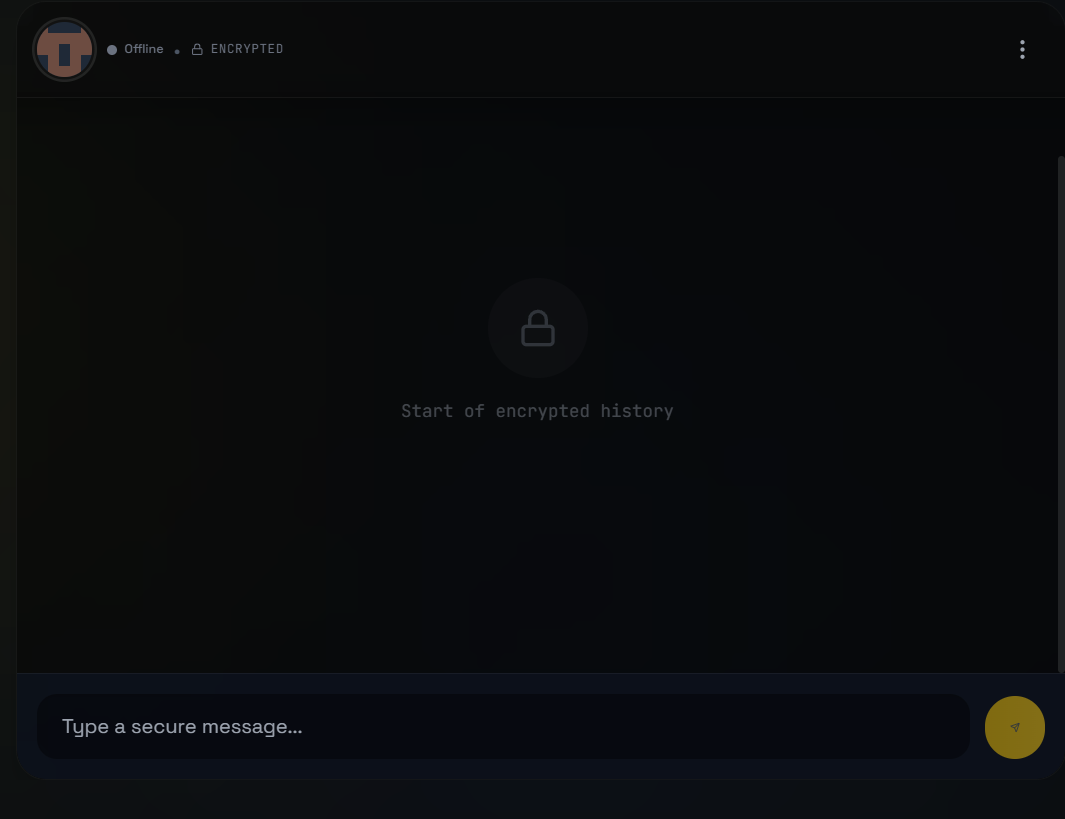 Offline • ENCRYPTED
Start of encrypted history
Type a secure message...